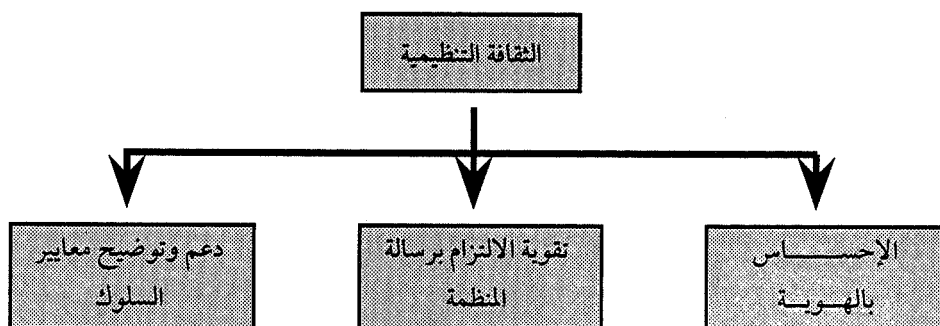 الثقافة التنظيمية
الإحساس
بالهوية
تقوية الالتزام برسالة
المنظمة
دعم وتوضيح معايير
السلوك